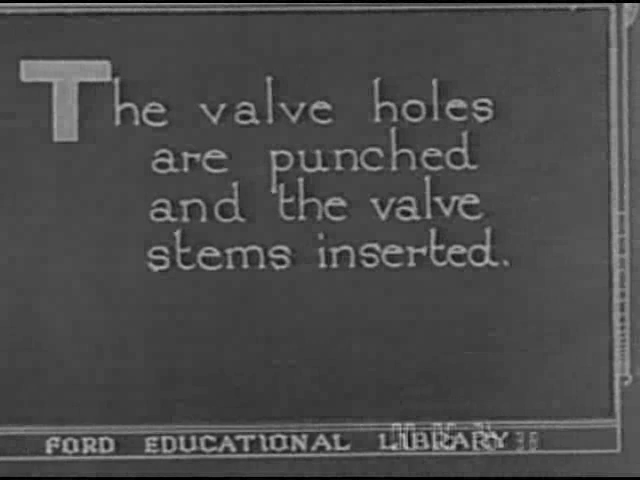 The valve holes
are punched
and the valve
stems inserted.
FORD EDUCATIONAL LIBRARY